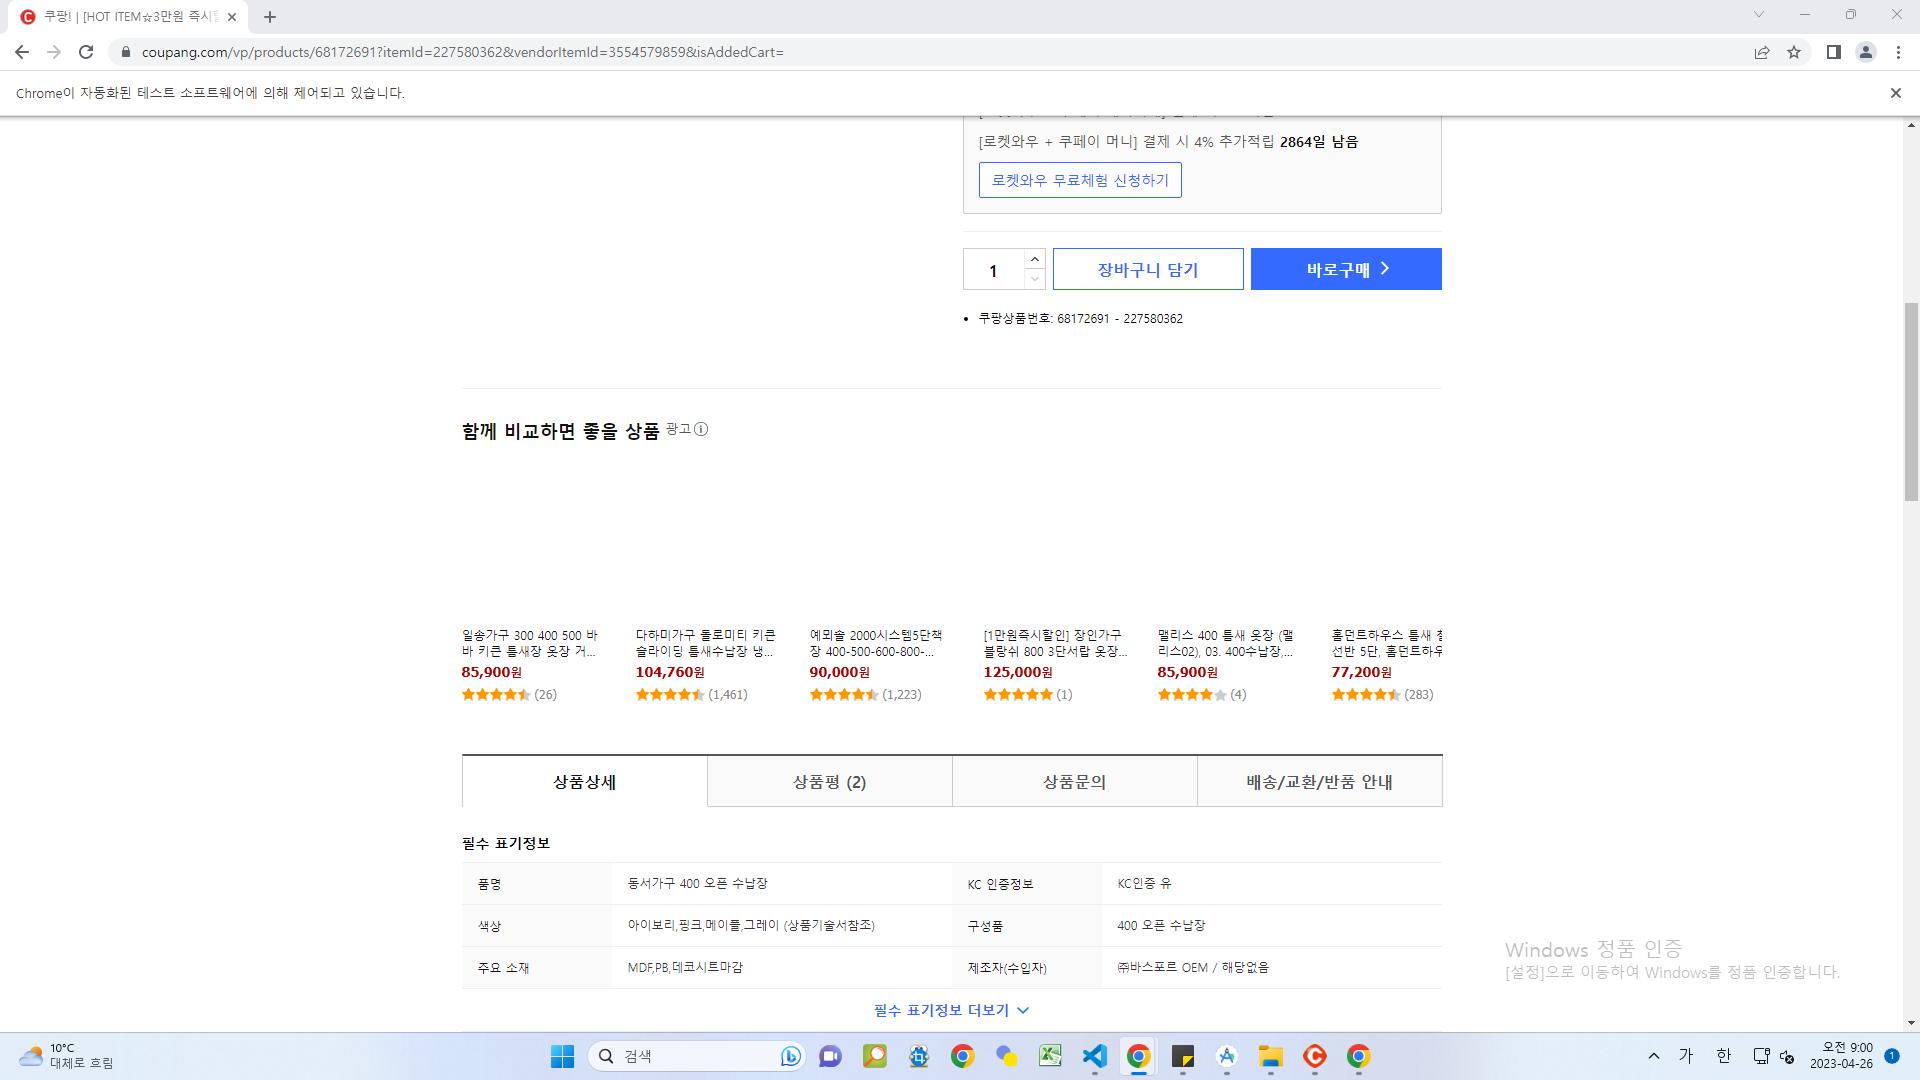 쿠팡! | [HOT ITEM☆3만원 즉시할
coupang.com/vp/products/68172691?itemId=227580362&vendorItemId=3554579859&isAddedCart=
Chrome이 자동화된 테스트 소프트웨어에 의해 제어되고 있습니다.
[로켓와우 + 쿠페이 머니] 결제 시 4% 추가적립 2864일 남음
로켓와우 무료체험 신청하기
1
장바구니 담기
바로구매
쿠팡상품번호: 68172691 - 227580362
함께 비교하면 좋을 상품 광고
일송가구 300 400 500 바
바 키큰 틈새장 옷장 거...
85,900원
(26)
다하미가구 돌로미티 키큰
슬라이딩 틈새수납장 냉...
104,760원
(1,461)
예뫼솔 2000시스템5단책
장 400-500-600-800-...
90,000원
(1,223)
[1만원즉시할인] 장인가구
블랑쉬 800 3단서랍 옷장...
125,000원
(1)
맬리스 400 틈새 옷장 (맬
리스02), 03. 400수납장,...
85,900원
(4)
홈던트하우스 틈새
선반 5단, 홈던트하우
77,200원
(283)
상품상세
상품평 (2)
상품문의
배송/교환/반품 안내
필수 표기정보
품명
동서가구 400 오픈 수납장
KC 인증정보
KC인증 유
색상
아이보리,핑크,메이플,그레이 (상품기술서참조)
구성품
400 오픈 수납장
주요 소재
MDF,PB,데코시트마감
제조자(수입자)
㈜바스포르 OEM / 해당없음
필수 표기정보 더보기
Windows 정품 인증
[설정]으로 이동하여 Windows를 정품 인증합니다.
10°C
대체로 흐림
검색
가
한
오전 9:00
2023-04-26
1